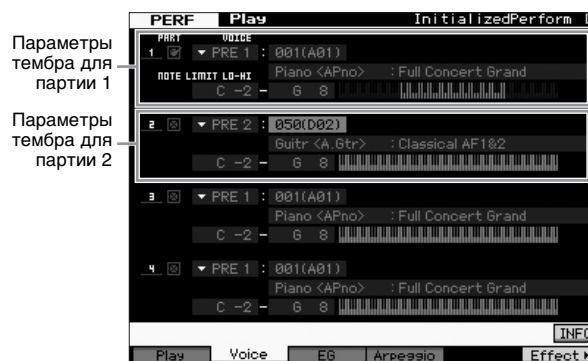 PERF Play InitializedPerform
Параметры
тембра для
партии 1
PART VOICE
1 PRE 1 : 001(A01)
Piano <APno> : Full Concert Grand
NOTE LIMIT LO-HI
C -2 - G 8
Параметры
тембра для
партии 2
2 PRE 2 : 050(D02)
Guitr <A.Gtr> : Classical AF1&2
C -2 - G 8
3 PRE 1 : 001(A01)
Piano <APno> : Full Concert Grand
C -2 - G 8
4 PRE 1 : 001(A01)
Piano <APno> : Full Concert Grand
C -2 - G 8
INFO
Play Voice EG Arpeggio Effect